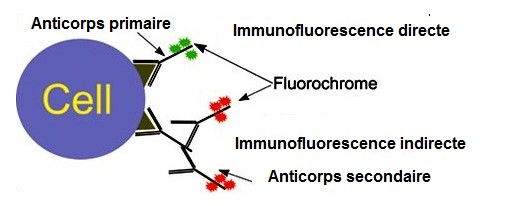 Anticorps primaire
Immunofluorescence directe
Cell
Fluorochrome
Immunofluorescence indirecte
Anticorps secondaire